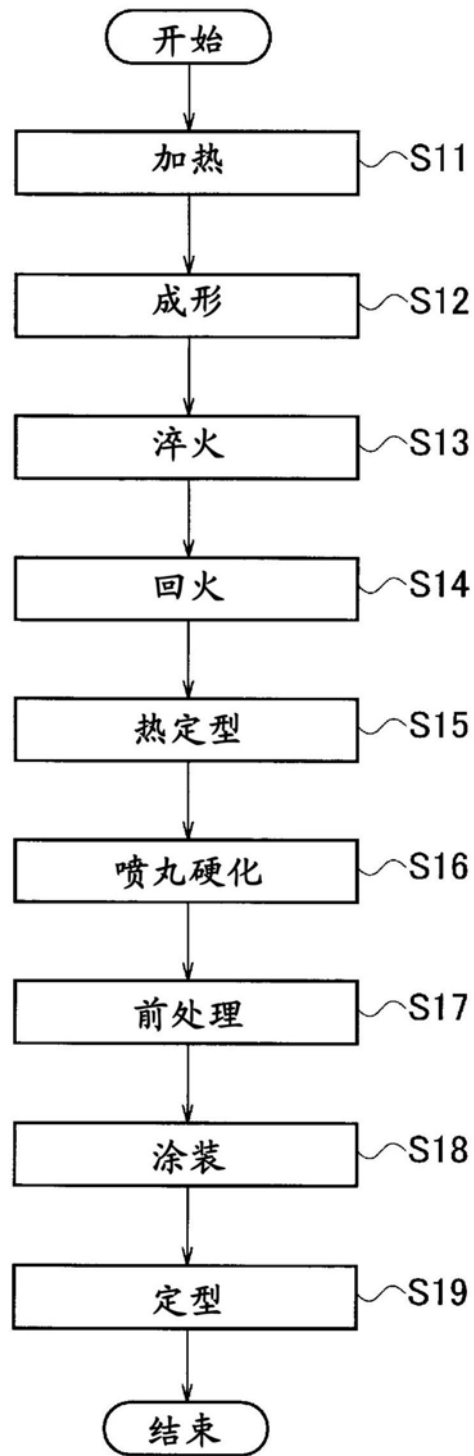 开始
加热 S11
成形 S12
淬火 S13
回火 S14
热定型 S15
喷丸硬化 S16
前处理 S17
涂装 S18
定型 S19
结束